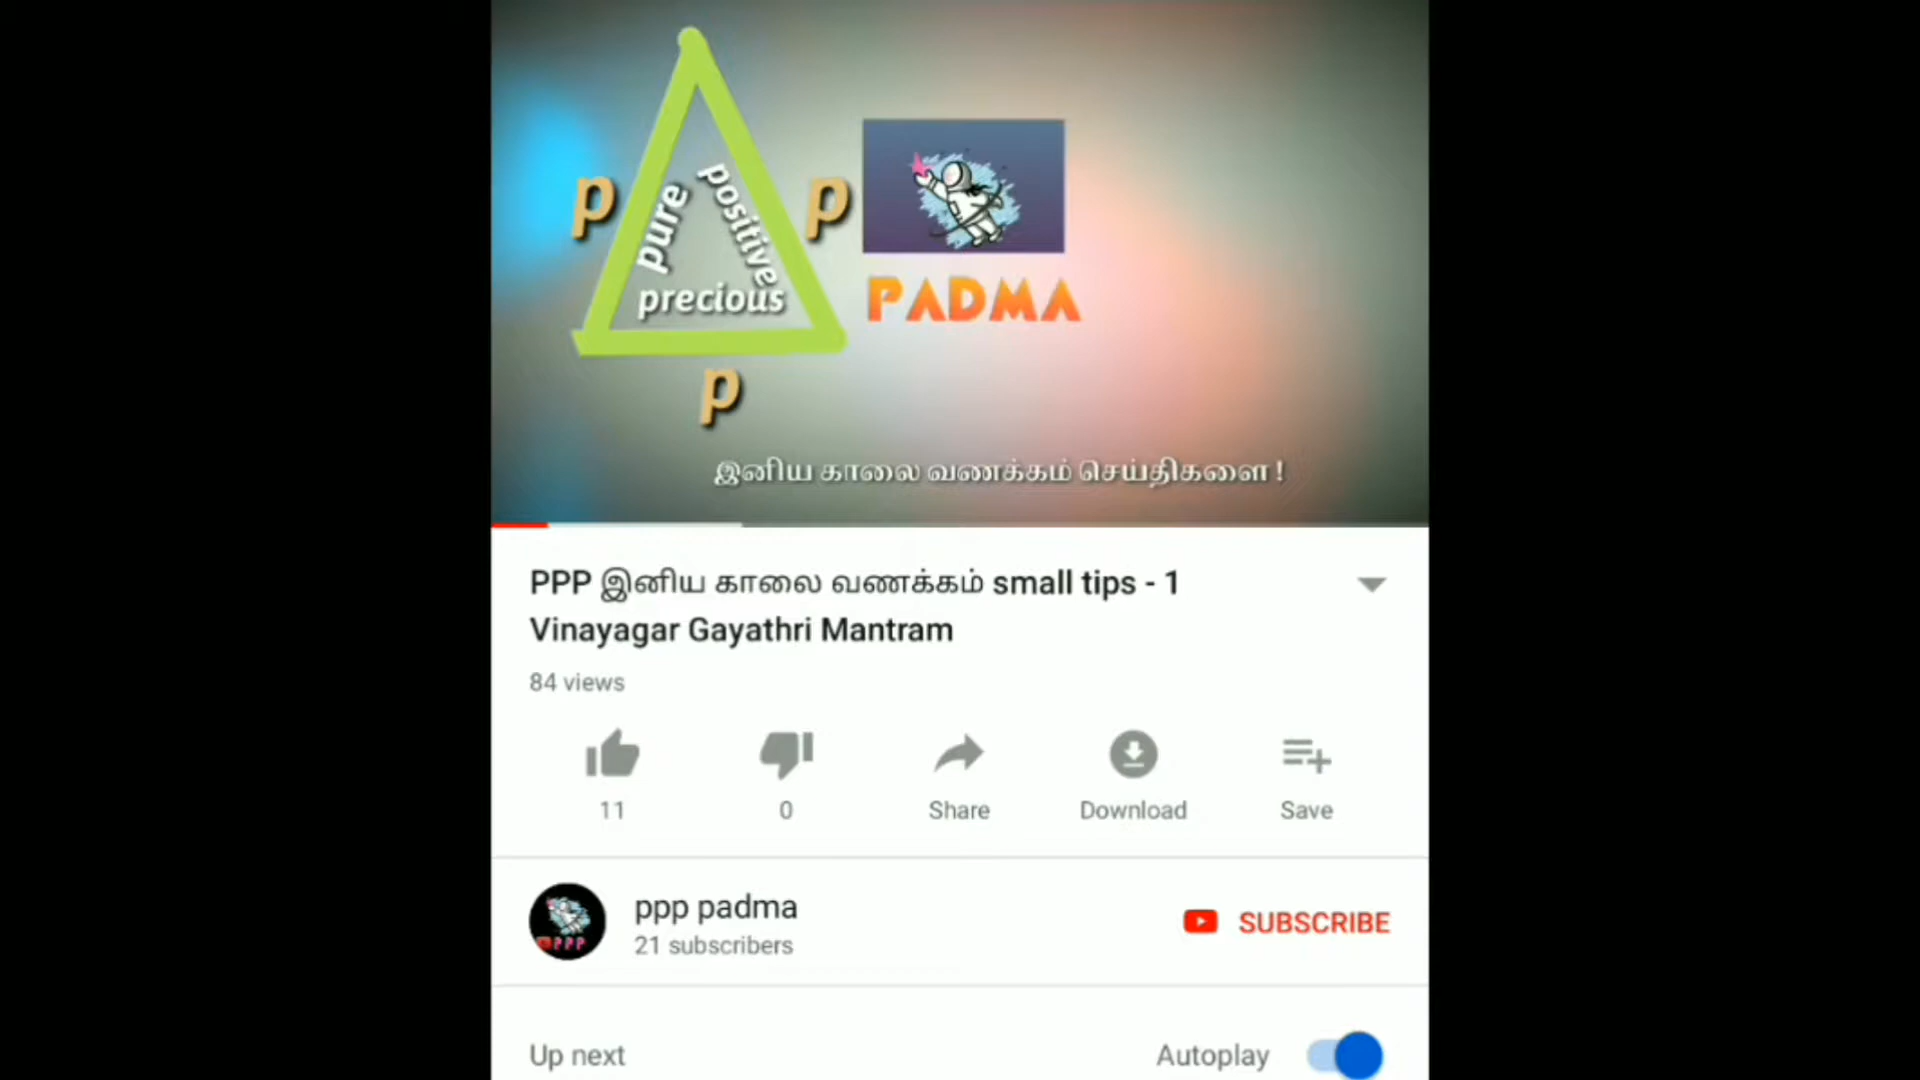 p
pure
positive
p
precious
p
PADMA
இனிய காலை வணக்கம் செய்திகளை !
PPP இனிய காலை வணக்கம் small tips - 1
Vinayagar Gayathri Mantram
84 views
11
0
Share
Download
Save
PPP
ppp padma
21 subscribers
SUBSCRIBE
Up next
Autoplay